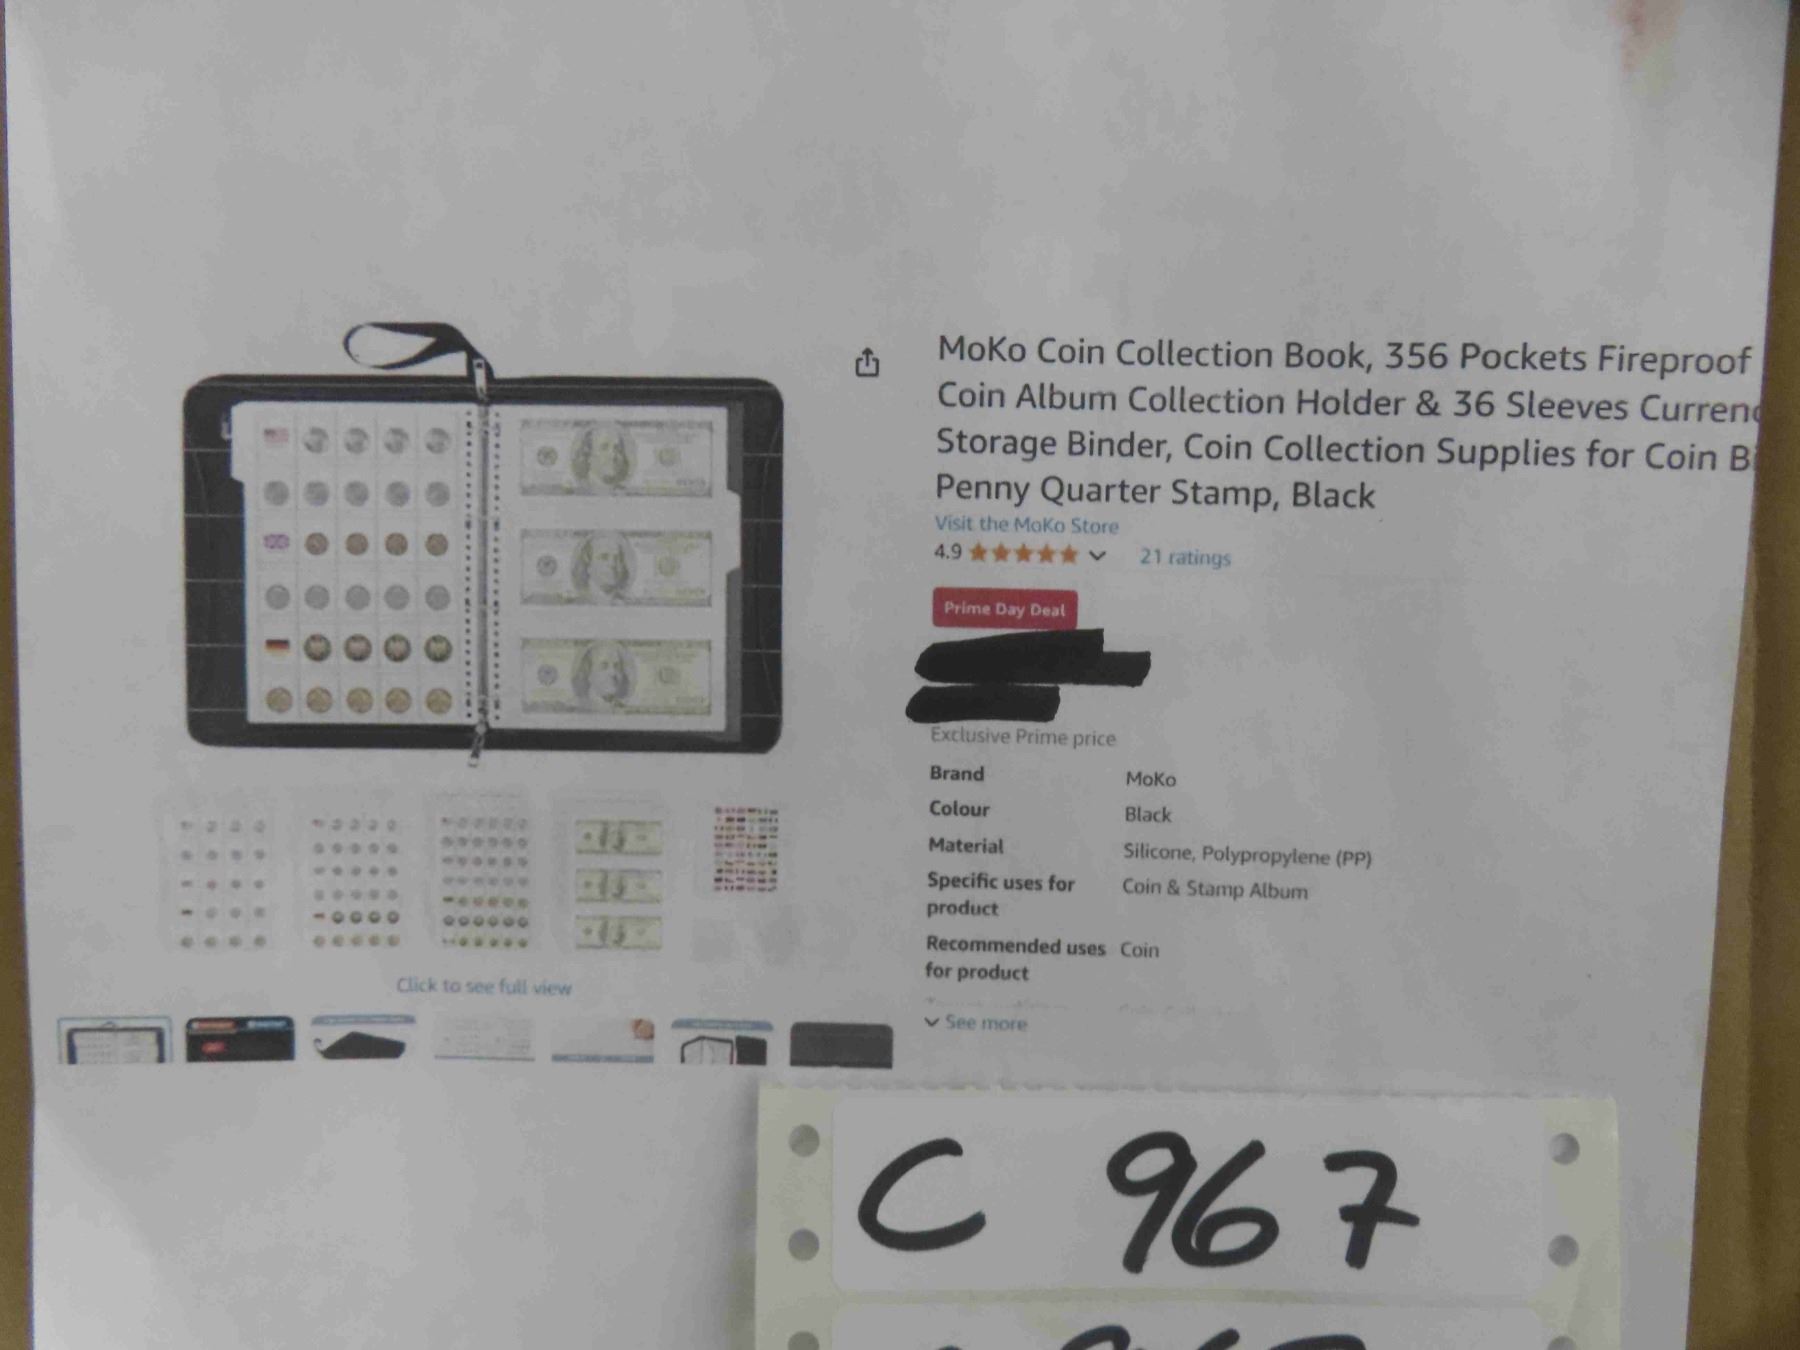 MoKo Coin Collection Book, 356 Pockets Fireproof
Coin Album Collection Holder & 36 Sleeves Currenc
Storage Binder, Coin Collection Supplies for Coin B
Penny Quarter Stamp, Black
Visit the MoKo Store
4.9 21 ratings
Prime Day Deal
Exclusive Prime price
Brand MoKo
Colour Black
Material Silicone, Polypropylene (PP)
Specific uses for product Coin & Stamp Album
Recommended uses for product Coin
See more
Click to see full view
C 967